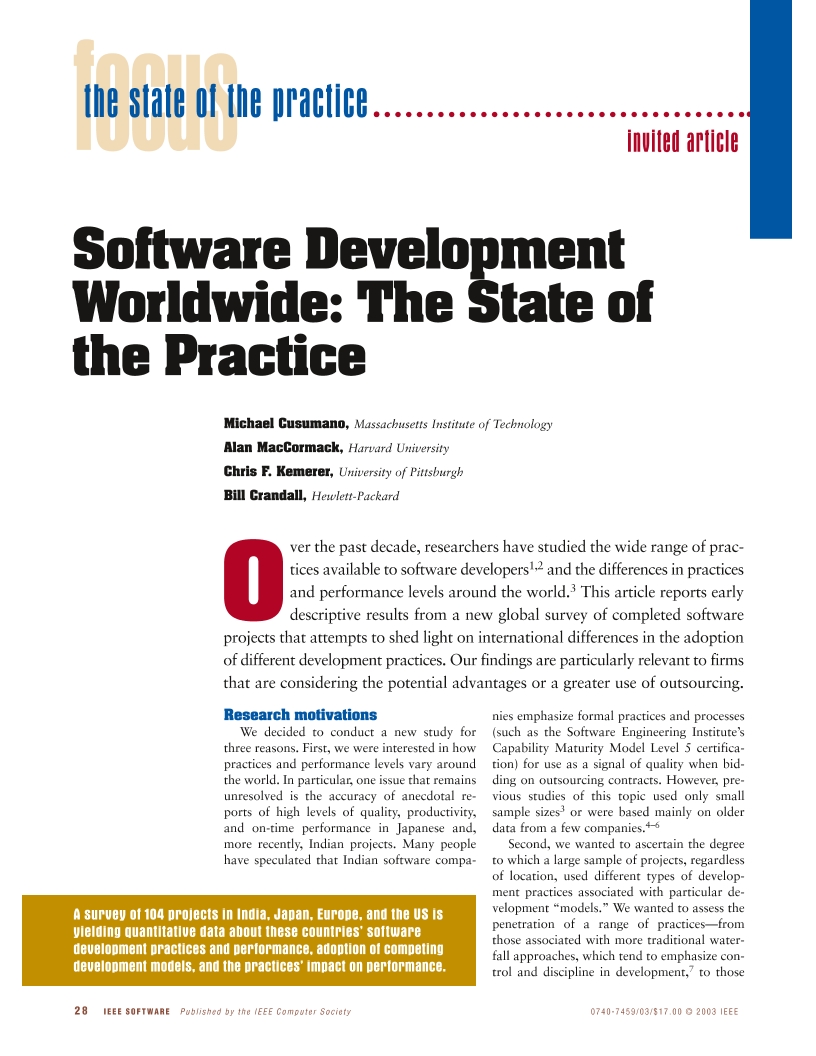 focus
the state of the practice
invited article
Software Development
Worldwide: The State of
the Practice
Michael Cusumano, Massachusetts Institute of Technology
Alan MacCormack, Harvard University
Chris F. Kemerer, University of Pittsburgh
Bill Crandall, Hewlett-Packard
Over the past decade, researchers have studied the wide range of prac-
tices available to software developers1,2 and the differences in practices
and performance levels around the world.3 This article reports early
descriptive results from a new global survey of completed software
projects that attempts to shed light on international differences in the adoption
of different development practices. Our findings are particularly relevant to firms
that are considering the potential advantages or a greater use of outsourcing.
Research motivations
We decided to conduct a new study for
three reasons. First, we were interested in how
practices and performance levels vary around
the world. In particular, one issue that remains
unresolved is the accuracy of anecdotal re-
ports of high levels of quality, productivity,
and on-time performance in Japanese and,
more recently, Indian projects. Many people
have speculated that Indian software compa-
nies emphasize formal practices and processes
(such as the Software Engineering Institute's
Capability Maturity Model Level 5 certifica-
tion) for use as a signal of quality when bid-
ding on outsourcing contracts. However, pre-
vious studies of this topic used only small
sample sizes3 or were based mainly on older
data from a few companies.4–6
Second, we wanted to ascertain the degree
to which a large sample of projects, regardless
of location, used different types of develop-
ment practices associated with particular de-
velopment “models.” We wanted to assess the
penetration of a range of practices—from
those associated with more traditional water-
fall approaches, which tend to emphasize con-
trol and discipline in development,7 to those
A survey of 104 projects in India, Japan, Europe, and the US is
yielding quantitative data about these countries' software
development practices and performance, adoption of competing
development models, and the practices' impact on performance.
28 IEEE SOFTWARE Published by the IEEE Computer Society
0740-7459/03/$17.00 © 2003 IEEE